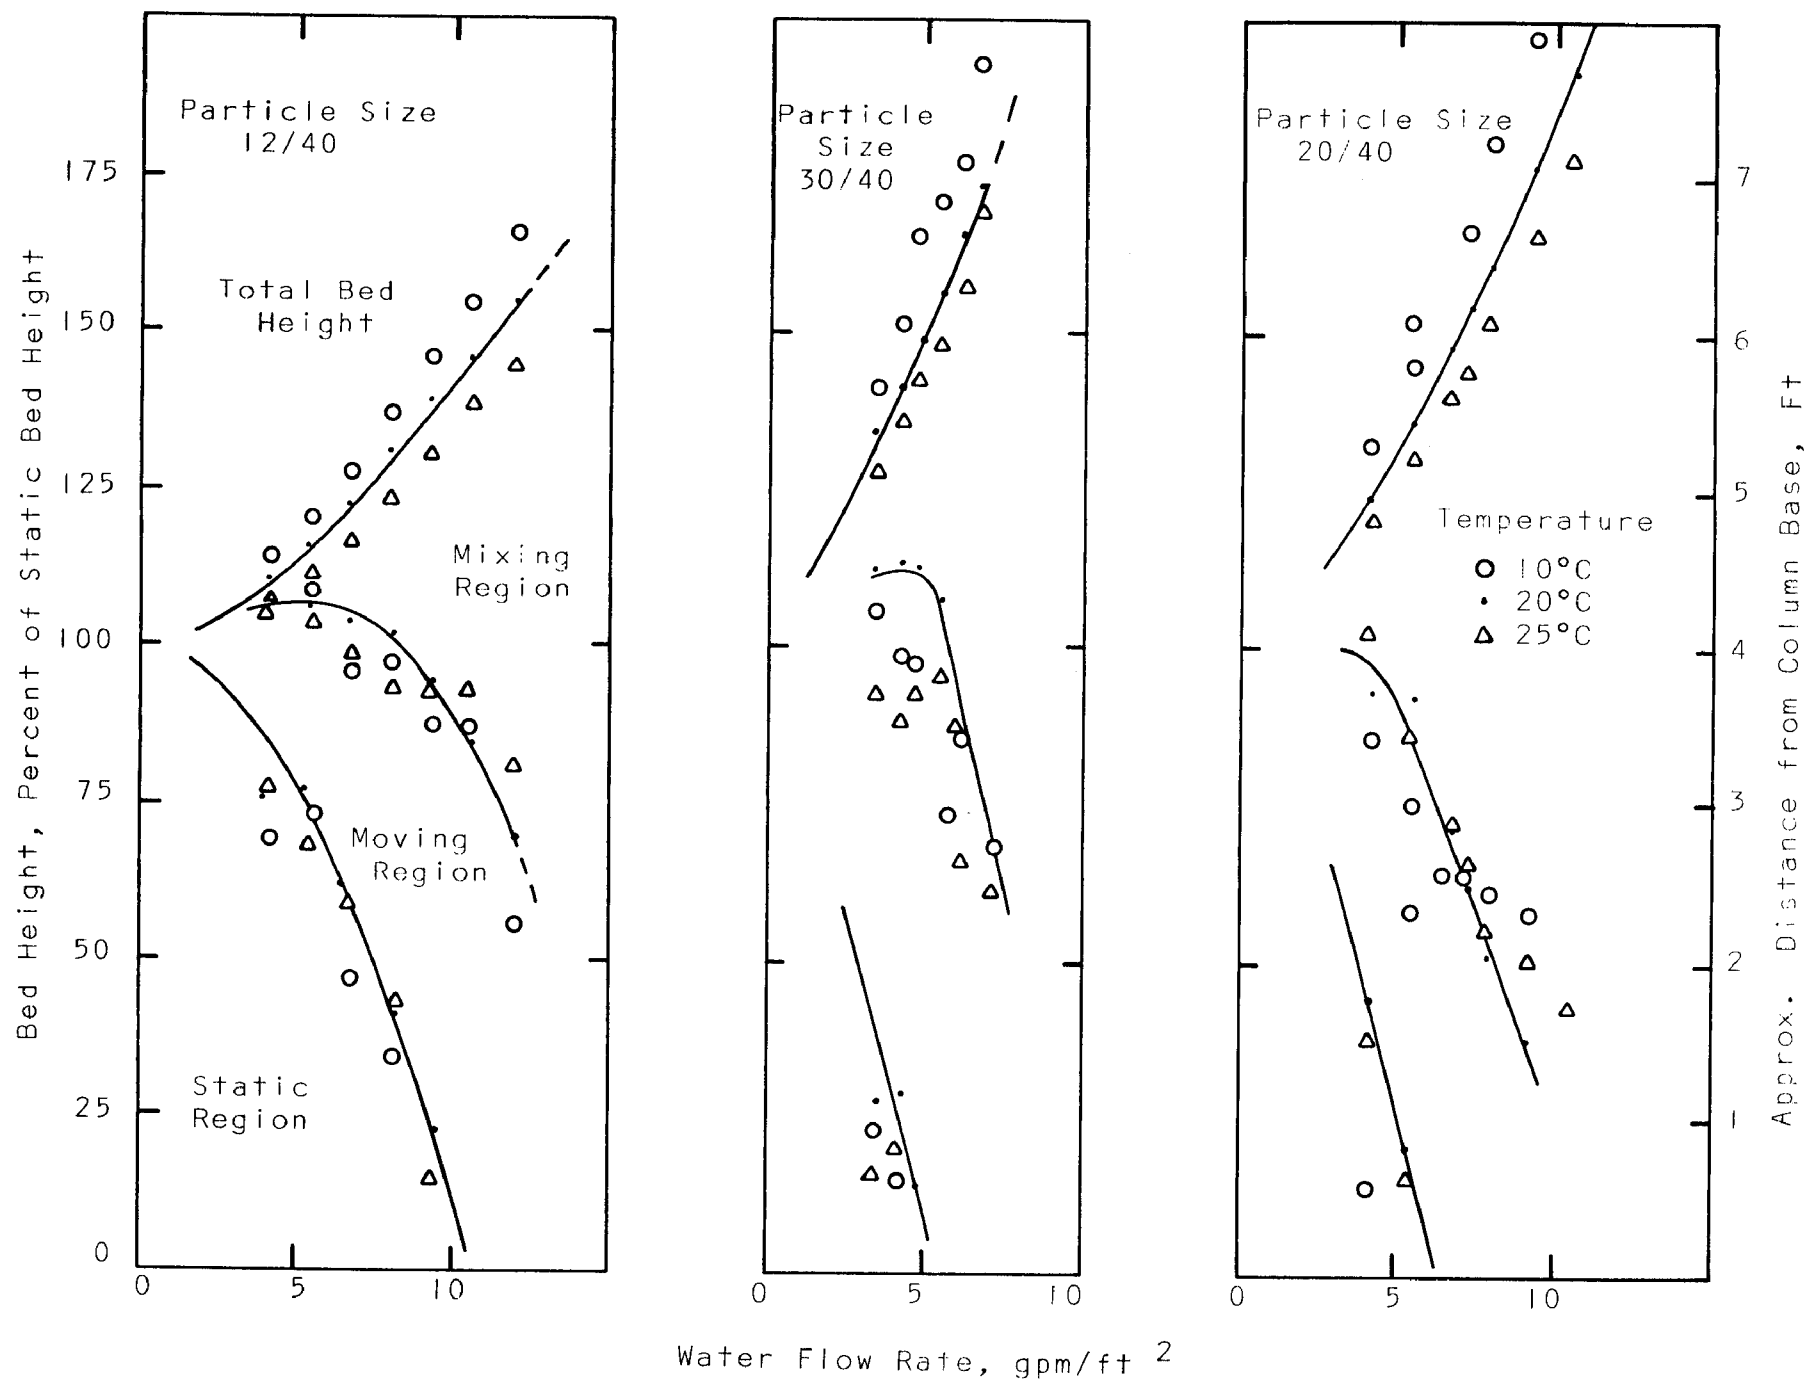 Bed Height, Percent of Static Bed Height
175
150
125
100
75
50
25
0
Particle Size
12/40
Total Bed
Height
Mixing
Region
Moving
Region
Static
Region
0 5 10
Particle
Size
30/40
0 5 10
Particle Size
20/40
Temperature
10°C
20°C
25°C
0 5 10
7
6
5
4
3
2
1
Approx. Distance from Column Base, Ft
Water Flow Rate, gpm/ft 2